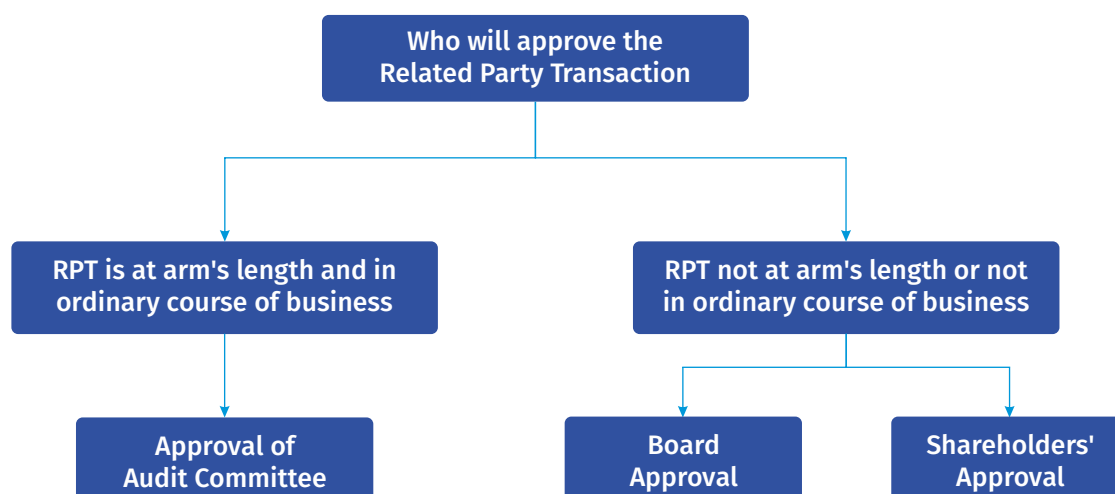 Who will approve the
Related Party Transaction
RPT is at arm's length and in
ordinary course of business
RPT not at arm's length or not
in ordinary course of business
Approval of
Audit Committee
Board
Approval
Shareholders'
Approval